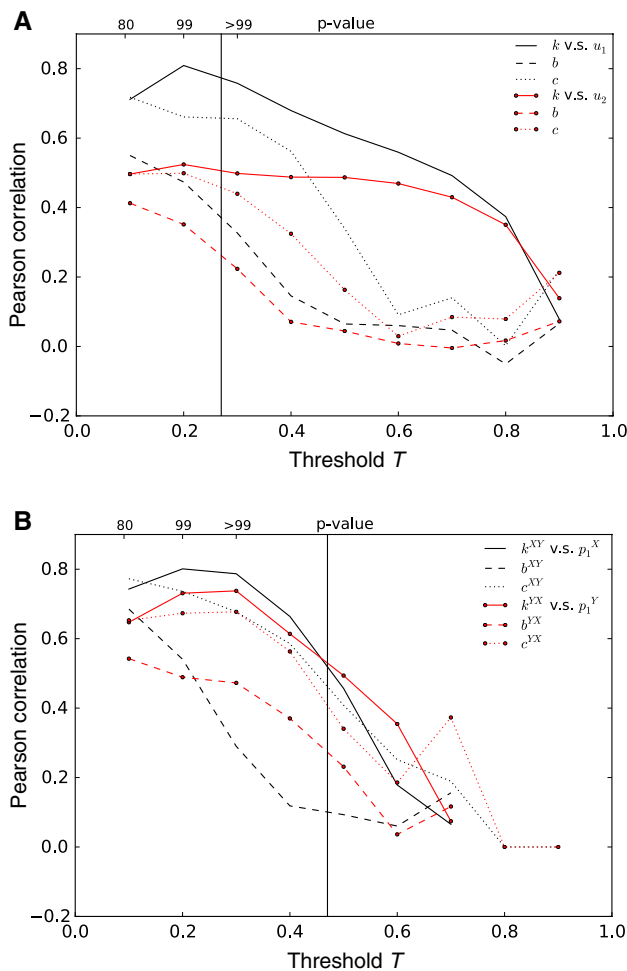 A
80 99 >99 p-value
0.8
0.6
0.4
0.2
0.0
−0.2
Pearson correlation
k v.s. u₁
b
c
k v.s. u₂
b
c
0.0 0.2 0.4 0.6 0.8 1.0
Threshold T
B
80 99 >99 p-value
0.8
0.6
0.4
0.2
0.0
−0.2
Pearson correlation
k^{XY} v.s. p₁^X
b^{XY}
c^{XY}
k^{YX} v.s. p₁^Y
b^{YX}
c^{YX}
0.0 0.2 0.4 0.6 0.8 1.0
Threshold T